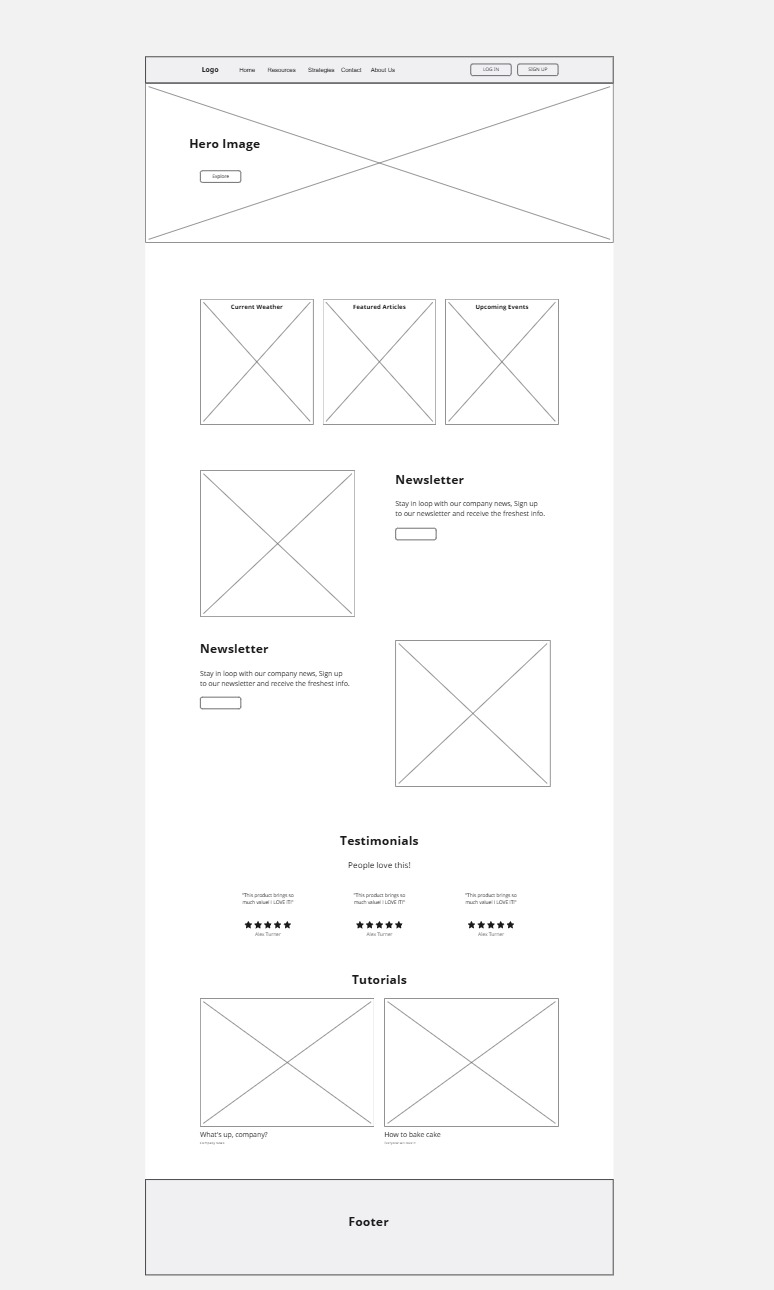 Logo Home Resources Strategies Contact About Us LOG IN SIGN UP
Hero Image
Explore
Current Weather Featured Articles Upcoming Events
Newsletter
Stay in loop with our company news, Sign up
to our newsletter and receive the freshest info.
Newsletter
Stay in loop with our company news, Sign up
to our newsletter and receive the freshest info.
Testimonials
People love this!
"This product brings so
much value! I LOVE IT!"
Alex Turner
"This product brings so
much value! I LOVE IT!"
Alex Turner
"This product brings so
much value! I LOVE IT!"
Alex Turner
Tutorials
What's up, company?
How to bake cake
Footer